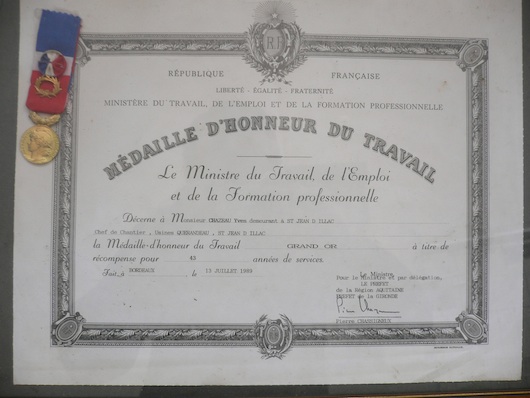 RF
RÉPUBLIQUE FRANÇAISE
LIBERTÉ - ÉGALITÉ - FRATERNITÉ
MINISTÈRE DU TRAVAIL, DE L'EMPLOI ET DE LA FORMATION PROFESSIONNELLE
MÉDAILLE D'HONNEUR DU TRAVAIL
Le Ministre du Travail, de l'Emploi
et de la Formation professionnelle
Décerne à Monsieur Yves demeurant à ST JEAN D ILLAC
Chef de Chantier, Usines, ST JEAN D ILLAC
la Médaille d'honneur du Travail GRAND OR à titre de
récompense pour 43 années de services.
Fait, à BORDEAUX, le JUILLET 1989
Le Ministre
Pour le Ministre et par délégation,
LE PREFET
de la Région AQUITAINE
PREFET de la GIRONDE
Pierre CHASSIGNEUX